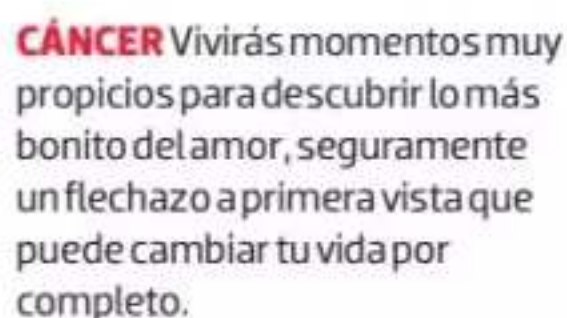 CÁNCER Vivirás momentos muy
propicios para descubrir lo más
bonito del amor, seguramente
un flechazo a primera vista que
puede cambiar tu vida por
completo.